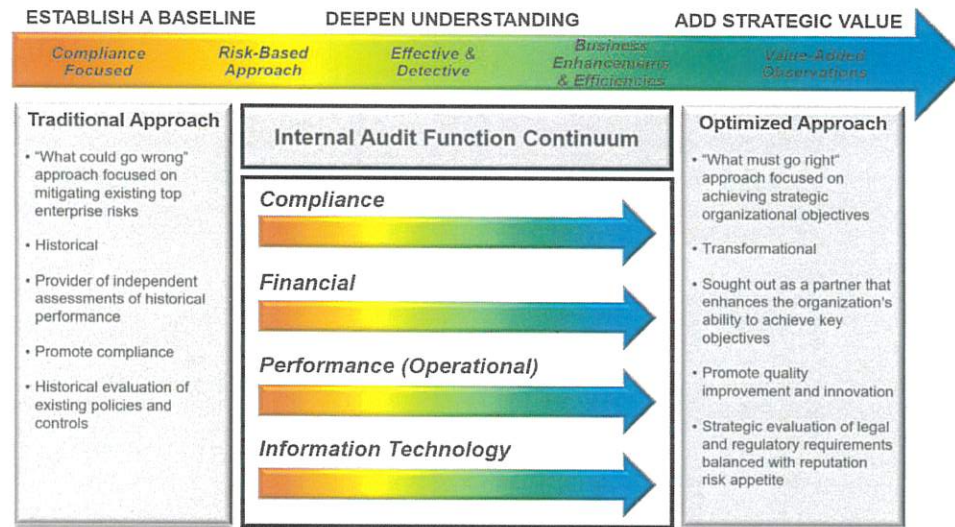 ESTABLISH A BASELINE
DEEPEN UNDERSTANDING
ADD STRATEGIC VALUE
Compliance
Focused
Risk-Based
Approach
Effective &
Detective
Business
Enhancements
& Efficiencies
Value-Added
Observations
Traditional Approach
• "What could go wrong"
approach focused on
mitigating existing top
enterprise risks
• Historical
• Provider of independent
assessments of historical
performance
• Promote compliance
• Historical evaluation of
existing policies and
controls
Internal Audit Function Continuum
Compliance
Financial
Performance (Operational)
Information Technology
Optimized Approach
• "What must go right"
approach focused on
achieving strategic
organizational objectives
• Transformational
• Sought out as a partner that
enhances the organization's
ability to achieve key
objectives
• Promote quality
improvement and innovation
• Strategic evaluation of legal
and regulatory requirements
balanced with reputation
risk appetite